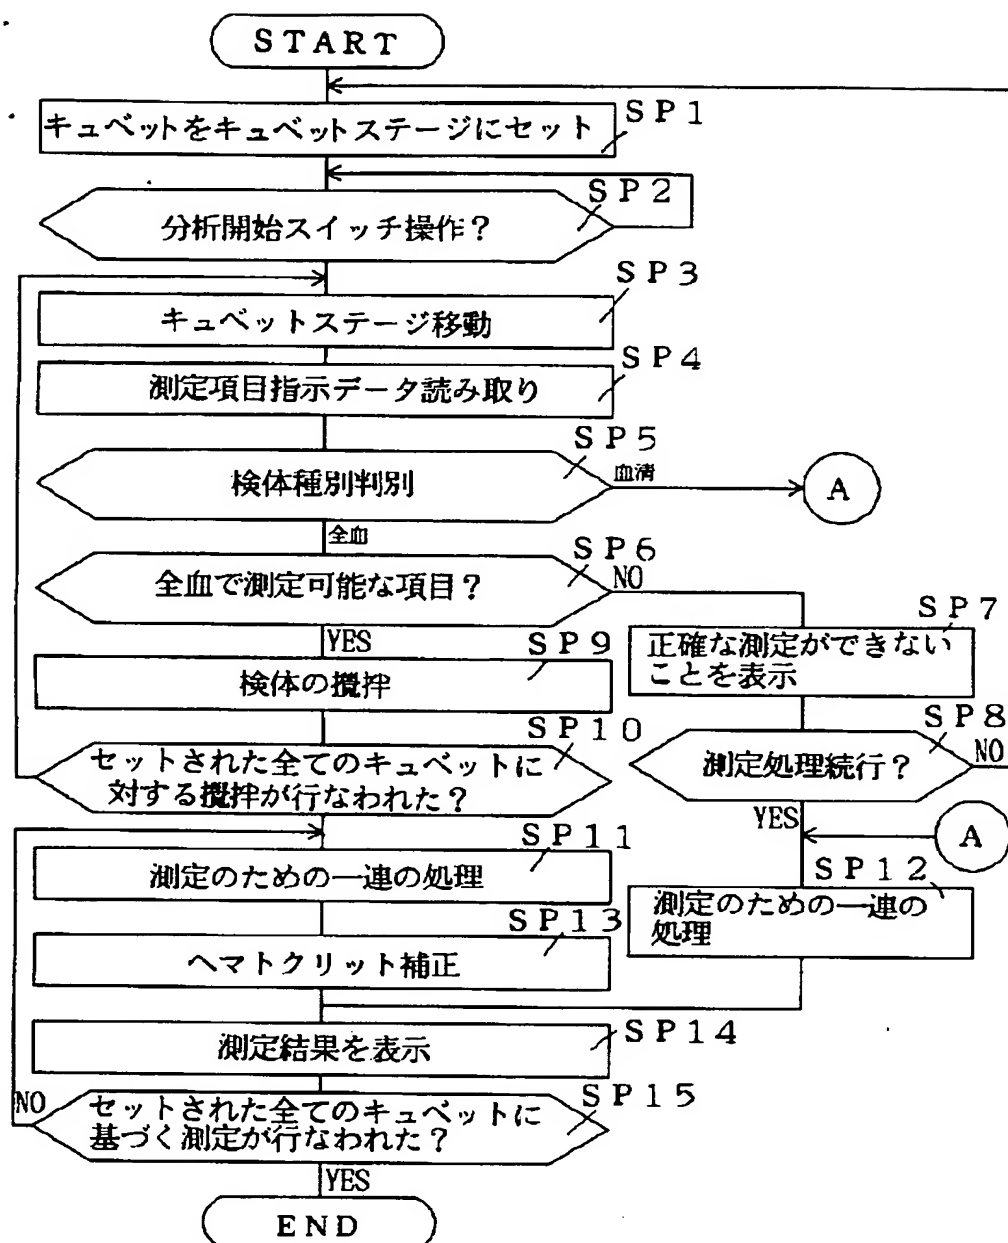 START
SP1
キュベットをキュベットステージにセット
SP2
分析開始スイッチ操作?
SP3
キュベットステージ移動
SP4
測定項目指示データ読み取り
SP5
検体種別判別
血清
A
全血
SP6
全血で測定可能な項目?
NO
YES
SP7
正確な測定ができない
ことを表示
SP9
検体の攪拌
SP8
測定処理続行?
NO
SP10
セットされた全てのキュベットに
対する攪拌が行なわれた?
YES
A
SP11
測定のための一連の処理
SP12
測定のための一連の
処理
SP13
ヘマトクリット補正
SP14
測定結果を表示
SP15
NO
セットされた全てのキュベットに
基づく測定が行なわれた?
YES
END